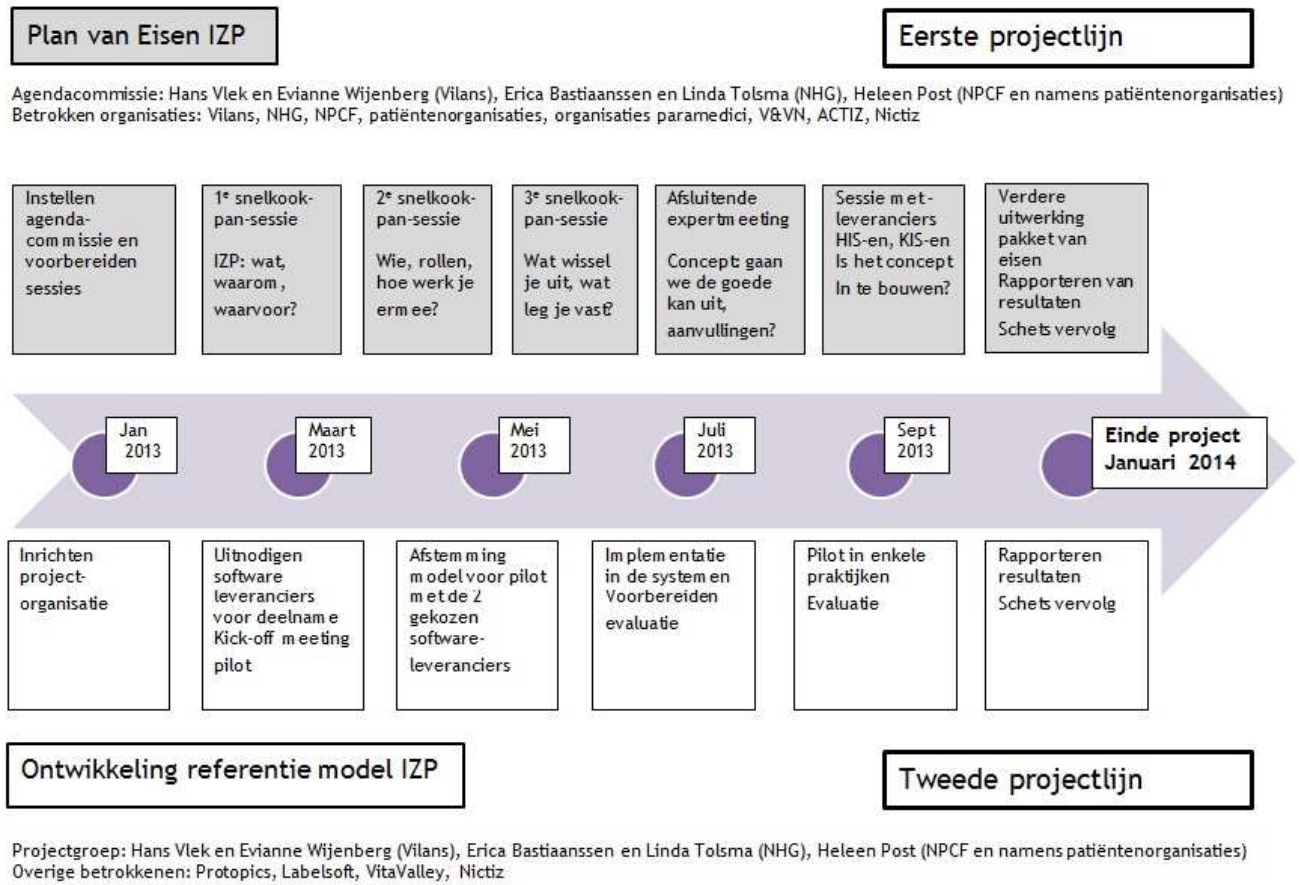 Plan van Eisen IZP
Eerste projectlijn
Agendacommissie: Hans Vlek en Evianne Wijenberg (Vilans), Erica Bastiaanssen en Linda Tolsma (NHG), Heleen Post (NPCF en namens patiëntenorganisaties)
Betrokken organisaties: Vilans, NHG, NPCF, patiëntenorganisaties, organisaties paramedici, V&VN, ACTIZ, Nictiz
Instellen
agenda-
commissie en
voorbereiden
sessies
1e snelkook-
pan-sessie
IZP: wat,
waarom,
waarvoor?
2e snelkook-
pan-sessie
Wie, rollen,
hoe werk je
ermee?
3e snelkook-
pan-sessie
Wat wissel
je uit, wat
leg je vast?
Afsluitende
expertmeeting
Concept: gaan
we de goede
kan uit,
aanvullingen?
Sessie met-
leveranciers
HIS-en, KIS-en
Is het concept
In te bouwen?
Verdere
uitwerking
pakket van
eisen
Rapporteren van
resultaten
Schets vervolg
Jan
2013
Maart
2013
Mei
2013
Juli
2013
Sept
2013
Einde project
Januari 2014
Inrichten
project-
organisatie
Uitnodigen
software
leveranciers
voor deelname
Kick-off meeting
pilot
Afstemming
model voor pilot
met de 2
gekozen
software-
leveranciers
Implementatie
in de systemen
Voorbereiden
evaluatie
Pilot in enkele
praktijken
Evaluatie
Rapporteren
resultaten
Schets vervolg
Ontwikkeling referentie model IZP
Tweede projectlijn
Projectgroep: Hans Vlek en Evianne Wijenberg (Vilans), Erica Bastiaanssen en Linda Tolsma (NHG), Heleen Post (NPCF en namens patiëntenorganisaties)
Overige betrokkenen: Protopics, Labelsoft, VitaValley, Nictiz